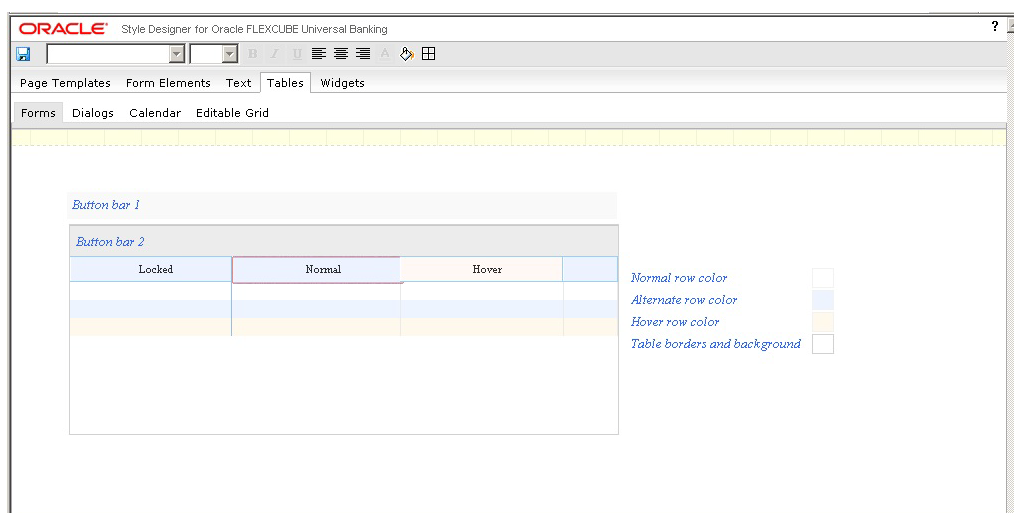 ORACLE® Style Designer for Oracle FLEXCUBE Universal Banking ?
B I U A
Page Templates Form Elements Text Tables Widgets
Forms Dialogs Calendar Editable Grid
Button bar 1
Button bar 2
Locked Normal Hover
Normal row color
Alternate row color
Hover row color
Table borders and background